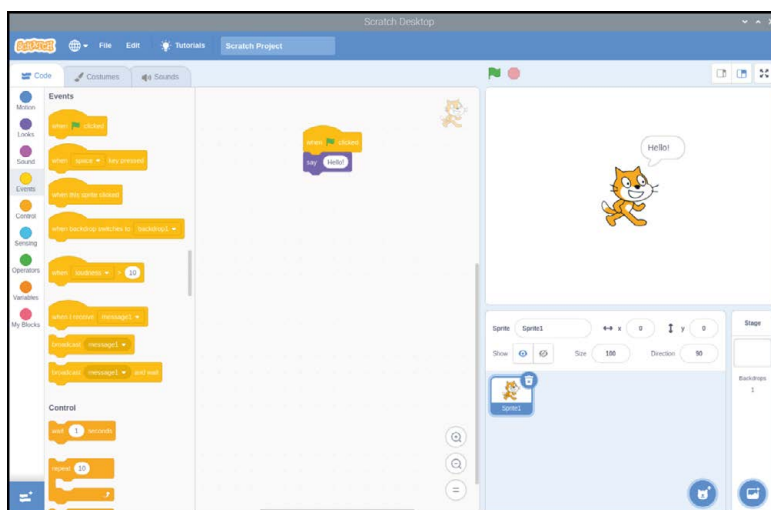 Scratch Desktop
SCRATCH File Edit Tutorials Scratch Project
Code Costumes Sounds
Motion
Looks
Sound
Events
Control
Sensing
Operators
Variables
My Blocks
Events
when clicked
when space key pressed
when this sprite clicked
when backdrop switches to backdrop1
when loudness > 10
when I receive message1
broadcast message1
broadcast message1 and wait
Control
wait 1 seconds
repeat 10
when clicked
say Hello!
Hello!
Sprite Sprite1 x 0 y 0
Show Size 100 Direction 90
Sprite1
Stage
Backdrops
1